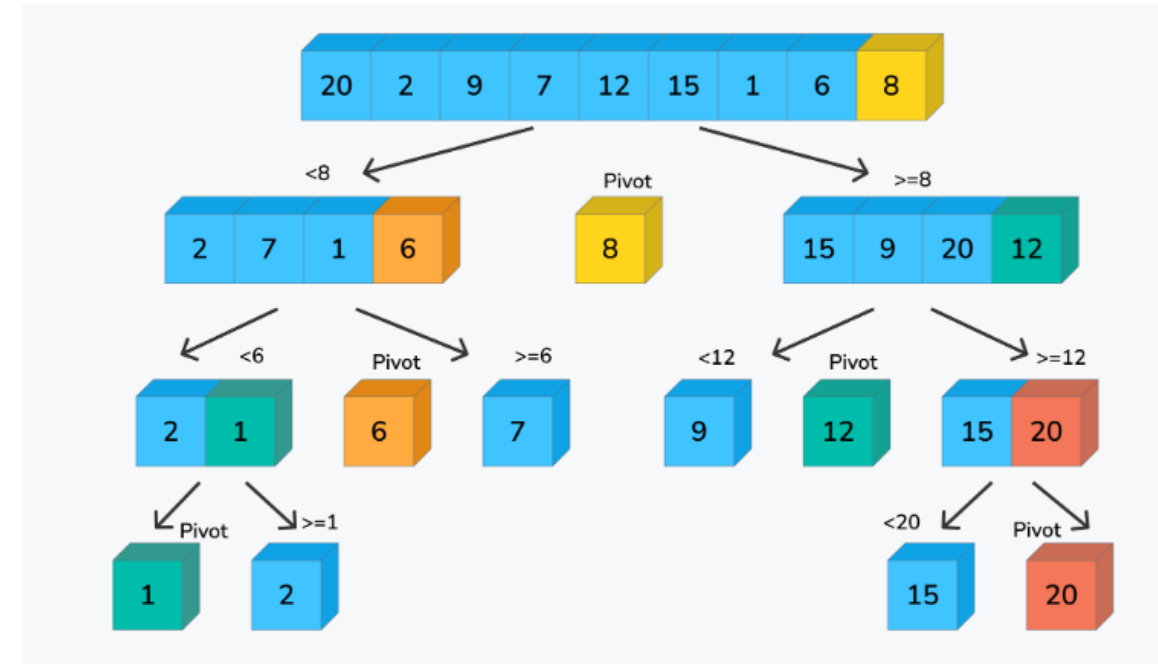 20 2 9 7 12 15 1 6 8
<8 Pivot >=8
2 7 1 6 8 15 9 20 12
<6 Pivot >=6 <12 Pivot >=12
2 1 6 7 9 12 15 20
Pivot >=1 <20 Pivot
1 2 15 20